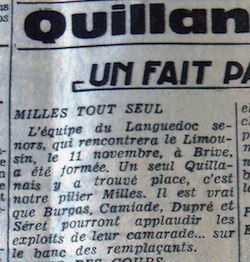 Quillan
UN FAIT PA
MILLES TOUT SEUL
L'équipe du Languedoc se-
nors, qui rencontrera le Limou-
sin, le 11 novembre, à Brive,
a été formée. Un seul Quilla-
nais y a trouvé place, c'est
notre pilier Milles. Il est vrai
que Burgas, Camiade, Dupré et
Séret pourront applaudir les
exploits de leur camarade... sur
le banc des remplaçants.